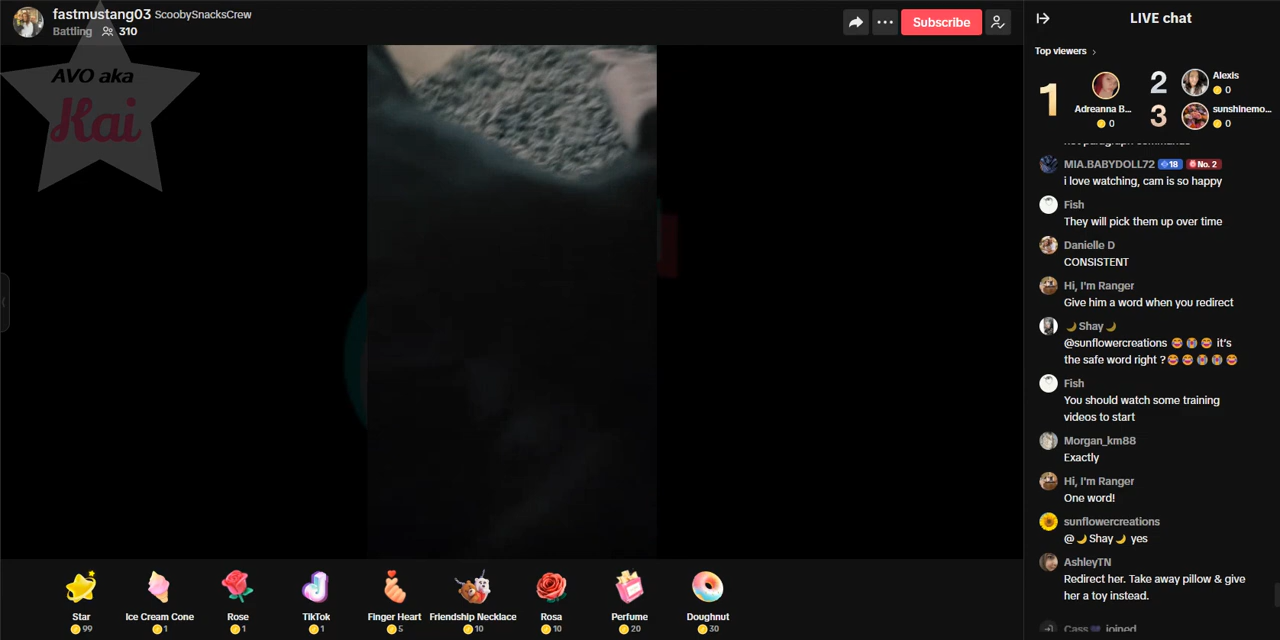 fastmustang03 ScoobySnacksCrew
Battling 310
Subscribe
AVO aka
Kai
LIVE chat
Top viewers
1
Adreanna B...
0
2
Alexis
0
3
sunshinemo...
0
MIA.BABYDOLL72 18 No. 2
i love watching, cam is so happy
Fish
They will pick them up over time
Danielle D
CONSISTENT
Hi, I'm Ranger
Give him a word when you redirect
🌙Shay🌙
@sunflowercreations 🥵😭🥵 it's
the safe word right ?🥵🥵😭😭🥵
Fish
You should watch some training
videos to start
Morgan_km88
Exactly
Hi, I'm Ranger
One word!
sunflowercreations
@🌙Shay🌙 yes
AshleyTN
Redirect her. Take away pillow & give
her a toy instead.
Cass joined
Star
99
Ice Cream Cone
1
Rose
1
TikTok
1
Finger Heart
5
Friendship Necklace
10
Rosa
10
Perfume
20
Doughnut
30